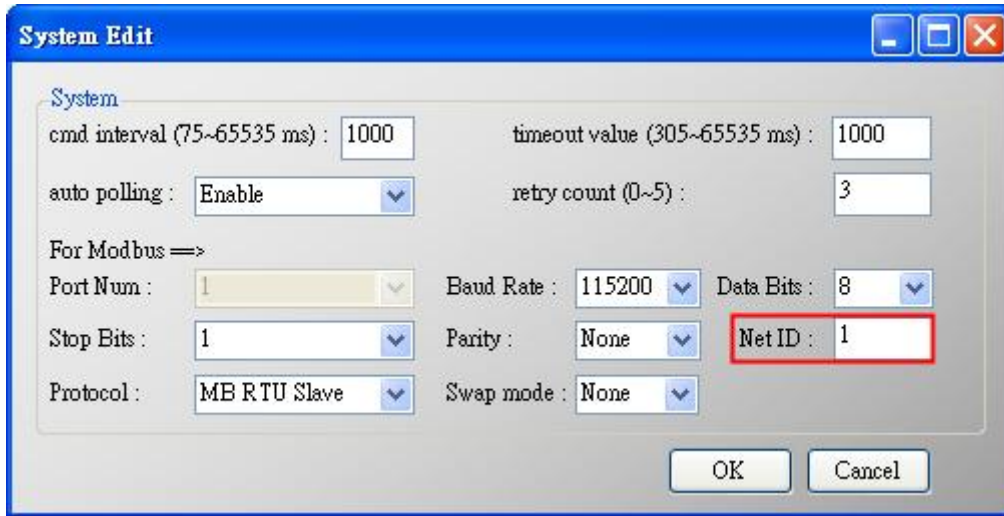 System Edit
System
cmd interval (75~65535 ms) : 1000 timeout value (305~65535 ms) : 1000
auto polling : Enable retry count (0~5) : 3
For Modbus ==>
Port Num : 1 Baud Rate : 115200 Data Bits : 8
Stop Bits : 1 Parity : None Net ID : 1
Protocol : MB RTU Slave Swap mode : None
OK Cancel